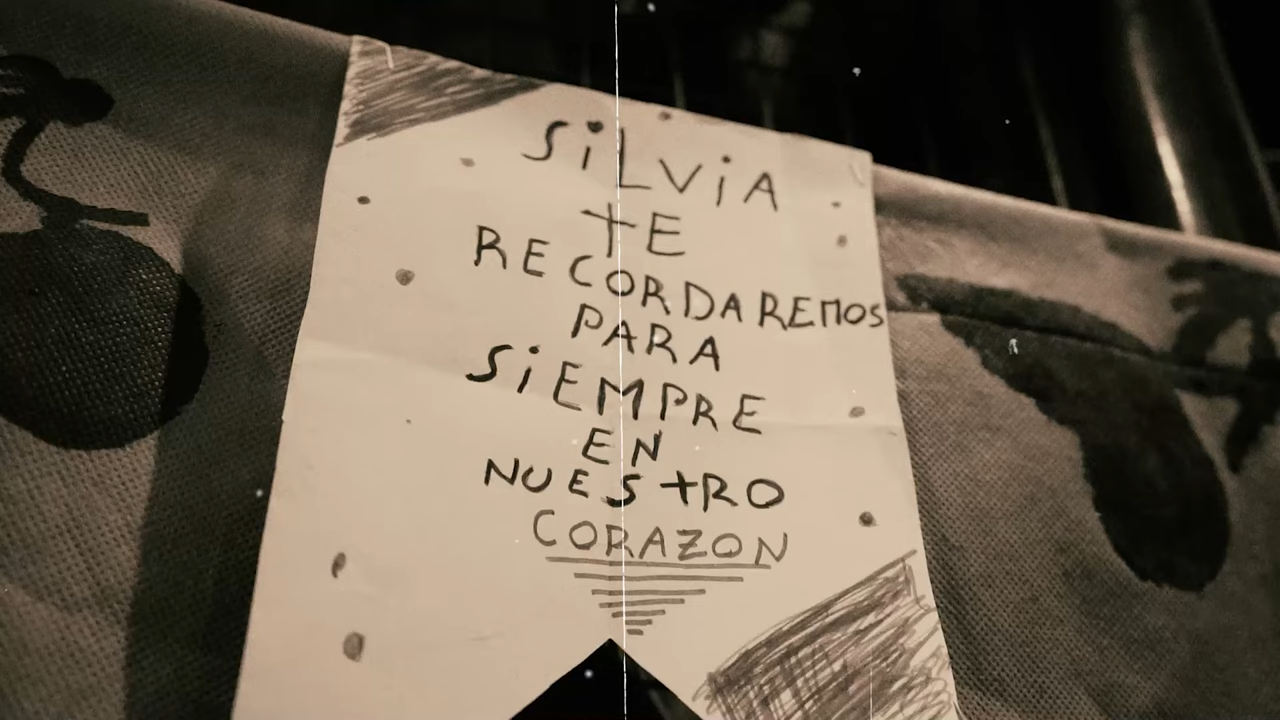 SiLViA
TE
RECORDAREMOS
PARA
SiEMPRE
EN
NUESTRO
CORAZON